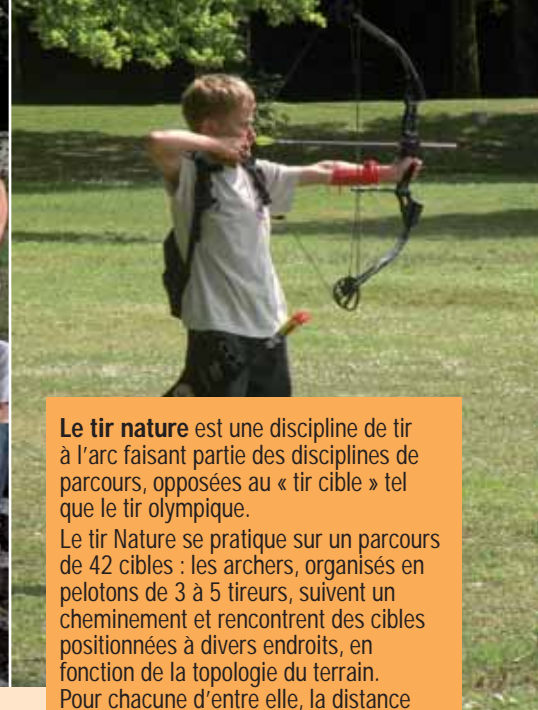 Le tir nature est une discipline de tir
à l'arc faisant partie des disciplines de
parcours, opposées au « tir cible » tel
que le tir olympique.
Le tir Nature se pratique sur un parcours
de 42 cibles : les archers, organisés en
pelotons de 3 à 5 tireurs, suivent un
cheminement et rencontrent des cibles
positionnées à divers endroits, en
fonction de la topologie du terrain.
Pour chacune d'entre elle, la distance